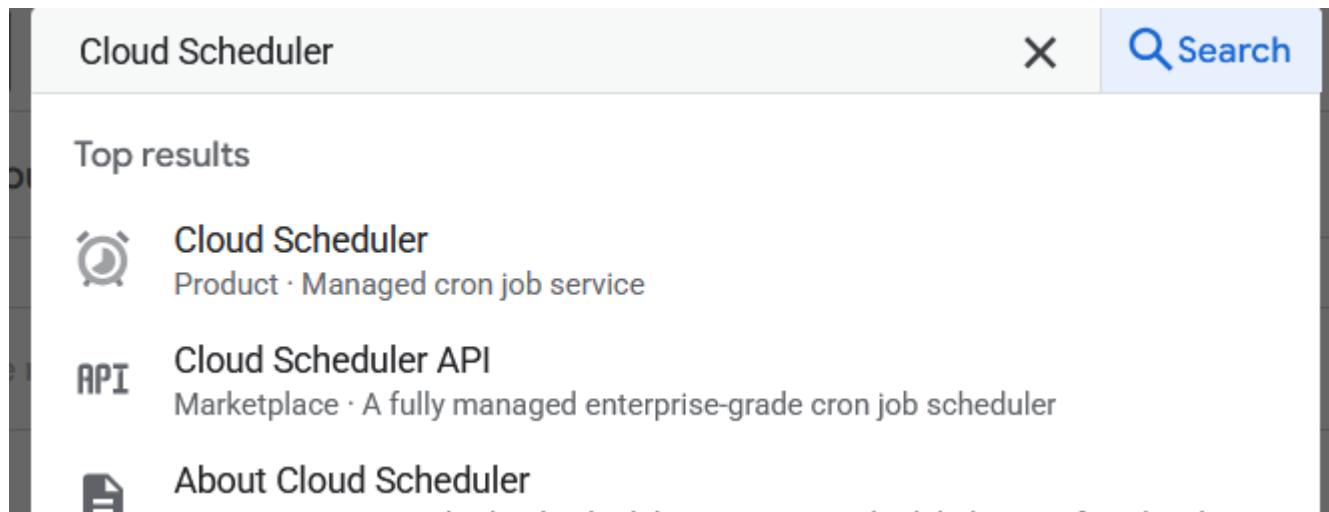 Cloud Scheduler
Search
Top results
Cloud Scheduler
Product · Managed cron job service
API
Cloud Scheduler API
Marketplace · A fully managed enterprise-grade cron job scheduler
About Cloud Scheduler